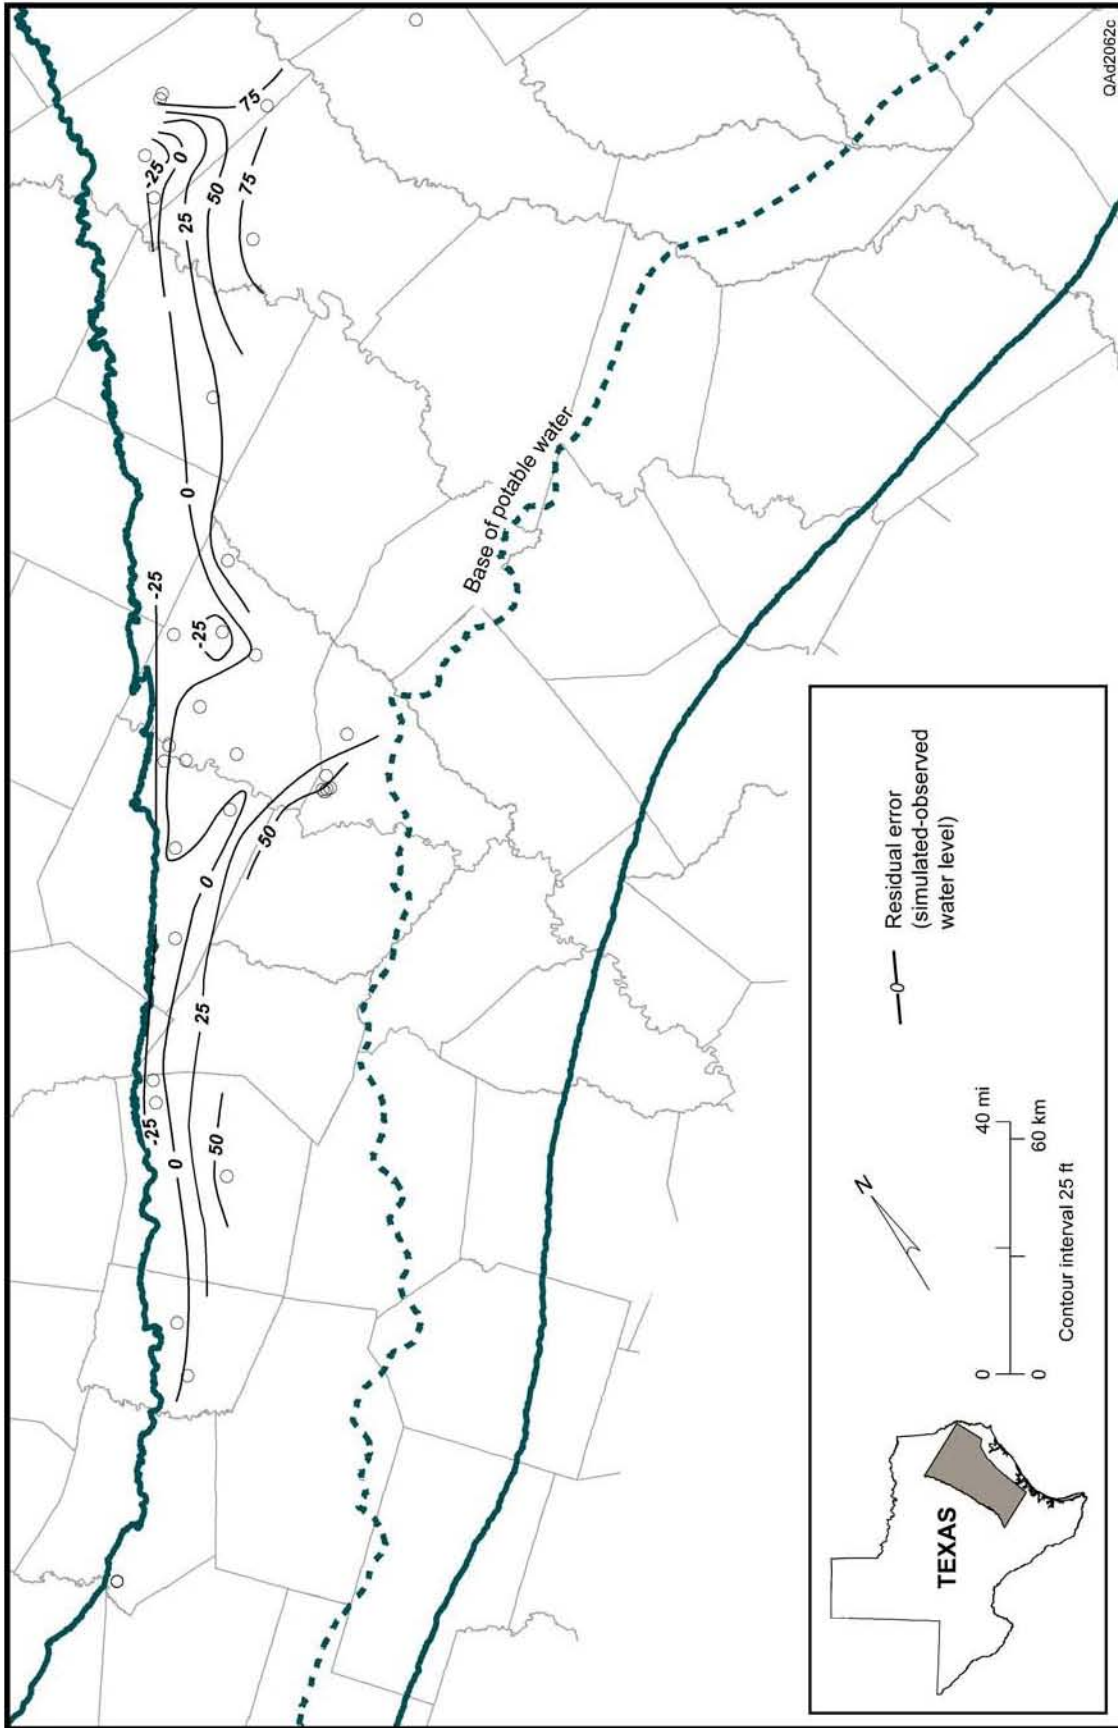 -25
-25
-25
0
0
0
25
25
-25
0
50
50
75
75
50
Base of potable water
TEXAS
N
0
Residual error
(simulated-observed
water level)
0 40 mi
0 60 km
Contour interval 25 ft
QAd2062c